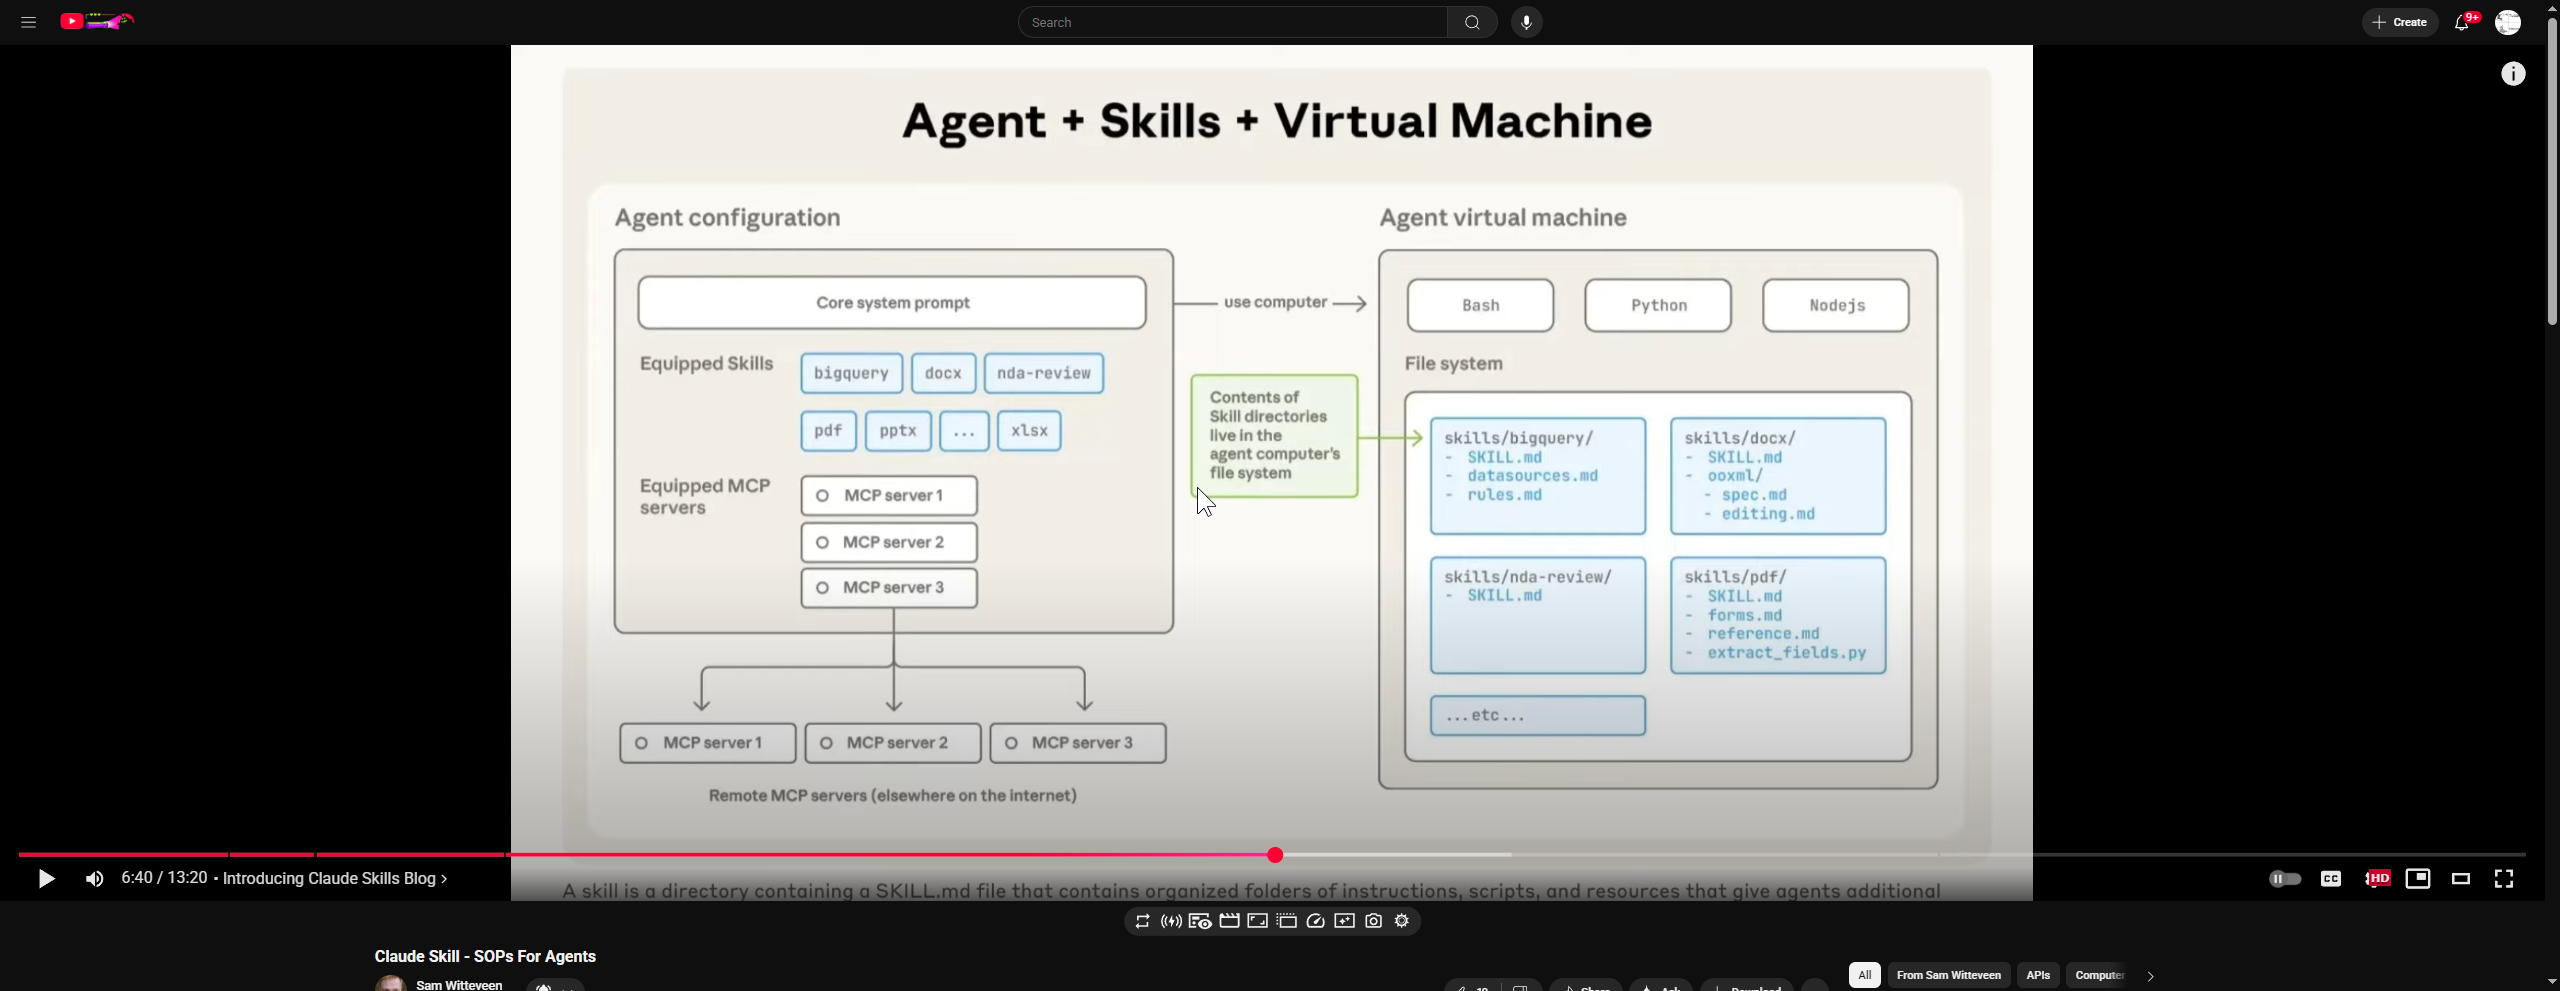 Search
Create
9+
Agent + Skills + Virtual Machine
Agent configuration
Core system prompt
Equipped Skills
bigquery
docx
nda-review
pdf
pptx
...
xlsx
Equipped MCP
servers
MCP server 1
MCP server 2
MCP server 3
MCP server 1
MCP server 2
MCP server 3
Remote MCP servers (elsewhere on the internet)
use computer
Contents of
Skill directories
live in the
agent computer's
file system
Agent virtual machine
Bash
Python
Nodejs
File system
skills/bigquery/
- SKILL.md
- datasources.md
- rules.md
skills/docx/
- SKILL.md
- ooxml/
- spec.md
- editing.md
skills/nda-review/
- SKILL.md
skills/pdf/
- SKILL.md
- forms.md
- reference.md
- extract_fields.py
...etc...
A skill is a directory containing a SKILL.md file that contains organized folders of instructions, scripts, and resources that give agents additional
6:40 / 13:20 • Introducing Claude Skills Blog
CC
HD
Claude Skill - SOPs For Agents
Sam Witteveen
Share
Ask
Download
All
From Sam Witteveen
APIs
Computer